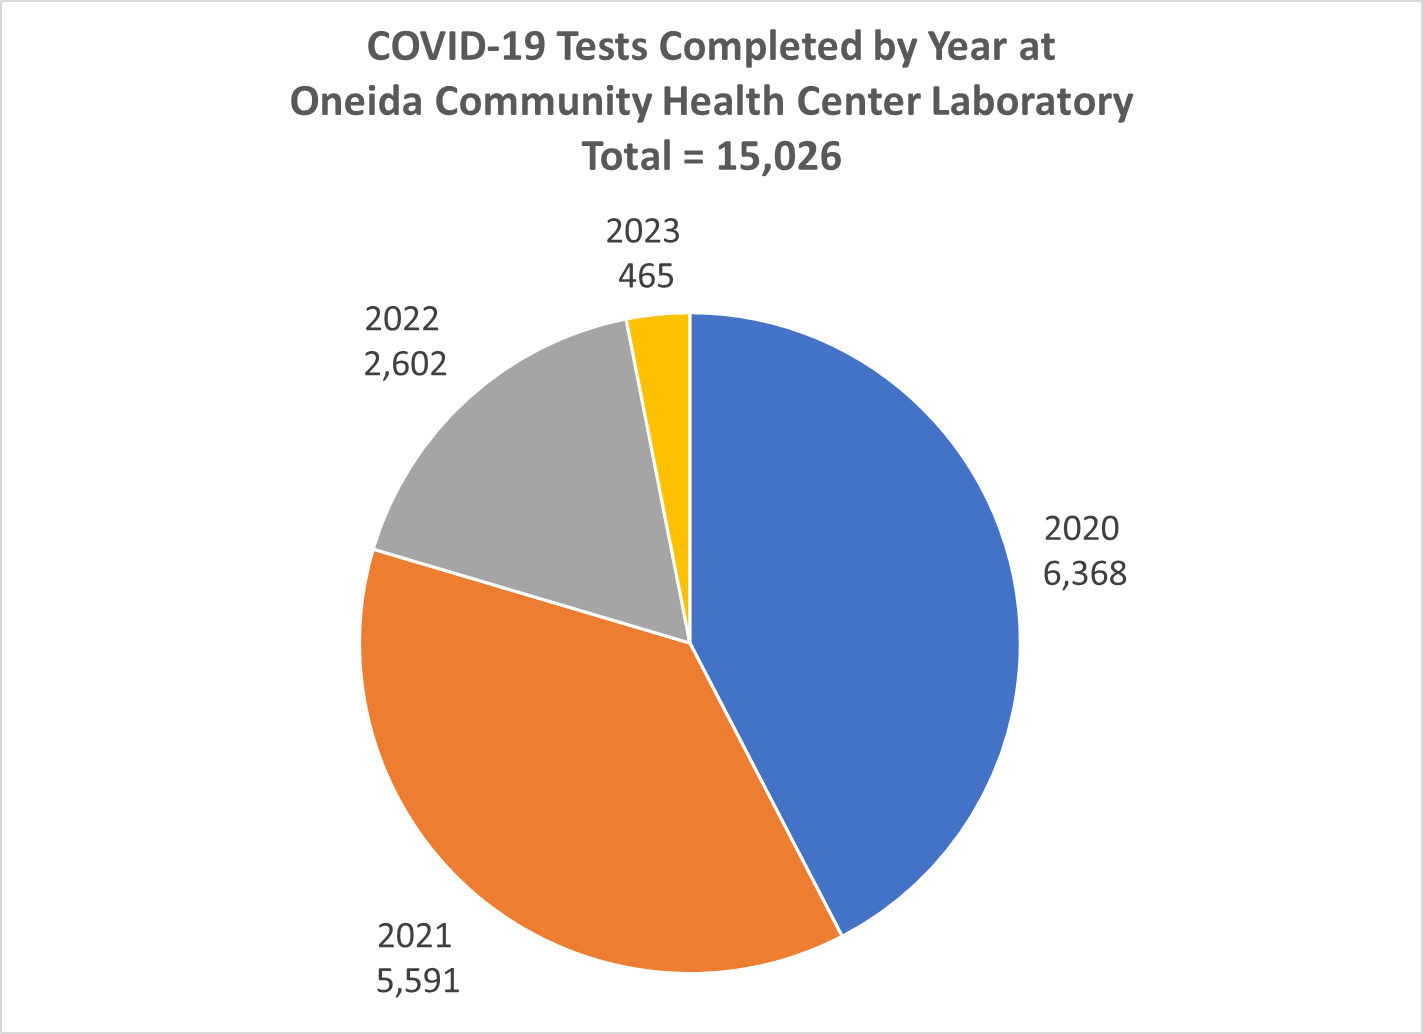 COVID-19 Tests Completed by Year at
Oneida Community Health Center Laboratory
Total = 15,026
2023
465
2022
2,602
2020
6,368
2021
5,591